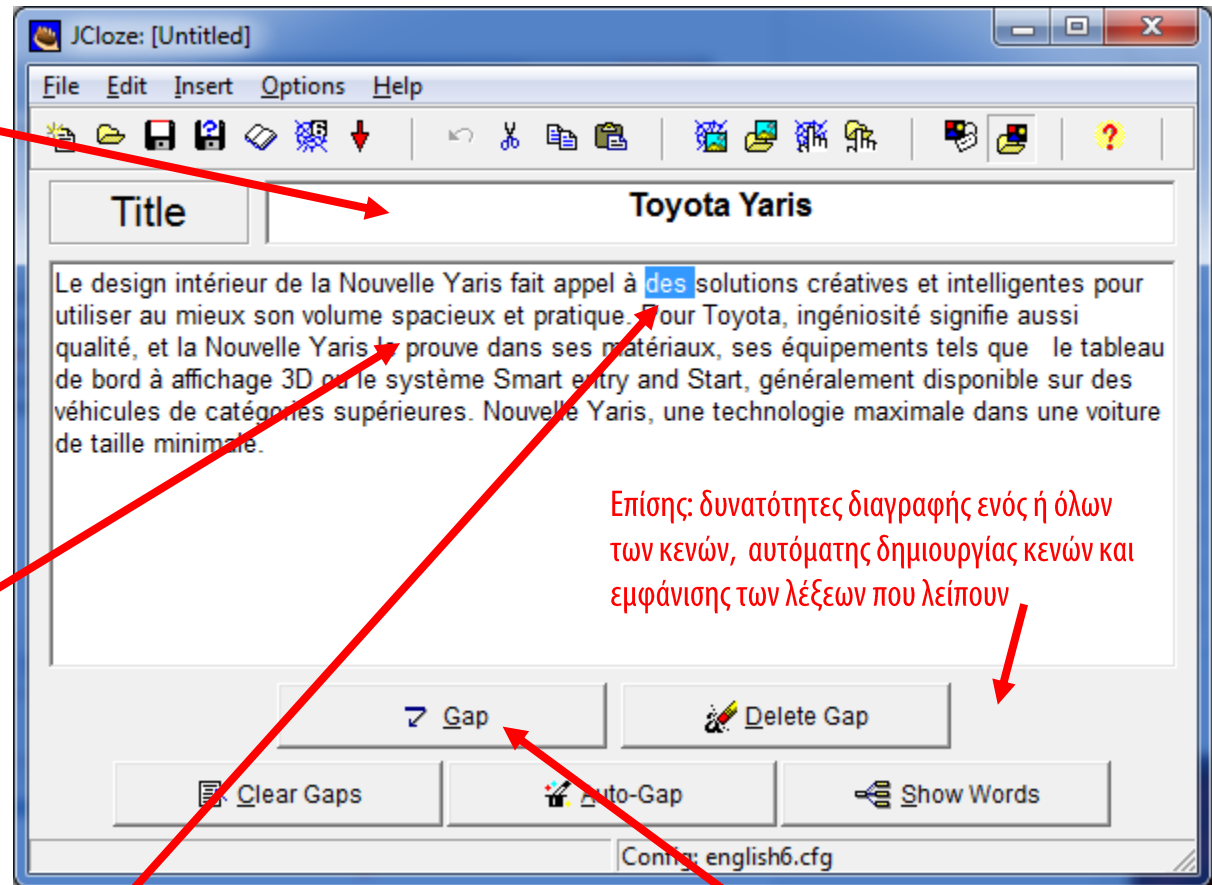 JCloze: [Untitled]
File Edit Insert Options Help
Title
Toyota Yaris
Le design intérieur de la Nouvelle Yaris fait appel à des solutions créatives et intelligentes pour
utiliser au mieux son volume spacieux et pratique. Pour Toyota, ingéniosité signifie aussi
qualité, et la Nouvelle Yaris le prouve dans ses matériaux, ses équipements tels que le tableau
de bord à affichage 3D ou le système Smart entry and Start, généralement disponible sur des
véhicules de catégories supérieures. Nouvelle Yaris, une technologie maximale dans une voiture
de taille minimale.
Επίσης: δυνατότητες διαγραφής ενός ή όλων
των κενών, αυτόματης δημιουργίας κενών και
εμφάνισης των λέξεων που λείπουν
Gap
Delete Gap
Clear Gaps
Auto-Gap
Show Words
Config: english6.cfg